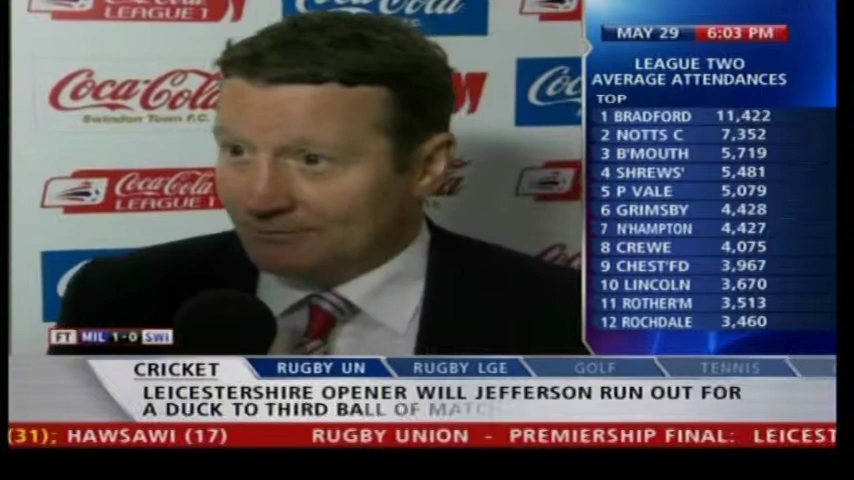 LEAGUE 1
Coca-Cola
Coca-Cola
Swindon Town F.C.
Coca-Cola
LEAGUE 1
FT MIL 1-0 SWI
MAY 29 6:03 PM
LEAGUE TWO
AVERAGE ATTENDANCES
TOP
1 BRADFORD 11,422
2 NOTTS C 7,352
3 B'MOUTH 5,719
4 SHREWS' 5,481
5 P VALE 5,079
6 GRIMSBY 4,428
7 N'HAMPTON 4,427
8 CREWE 4,075
9 CHEST'FD 3,967
10 LINCOLN 3,670
11 ROTHER'M 3,513
12 ROCHDALE 3,460
CRICKET RUGBY UN RUGBY LGE GOLF TENNIS
LEICESTERSHIRE OPENER WILL JEFFERSON RUN OUT FOR
A DUCK TO THIRD BALL OF MATC
(31); HAWSAWI (17) RUGBY UNION - PREMIERSHIP FINAL: LEICEST